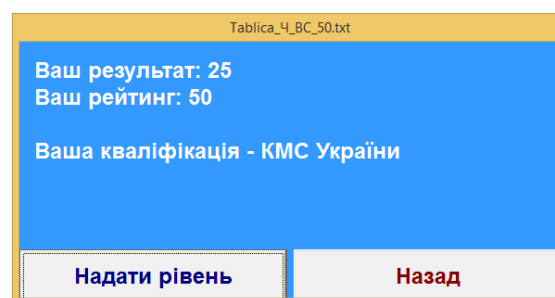 Tablica_Ч_ВС_50.txt
Ваш результат: 25
Ваш рейтинг: 50
Ваша кваліфікація - КМС України
Надати рівень
Назад